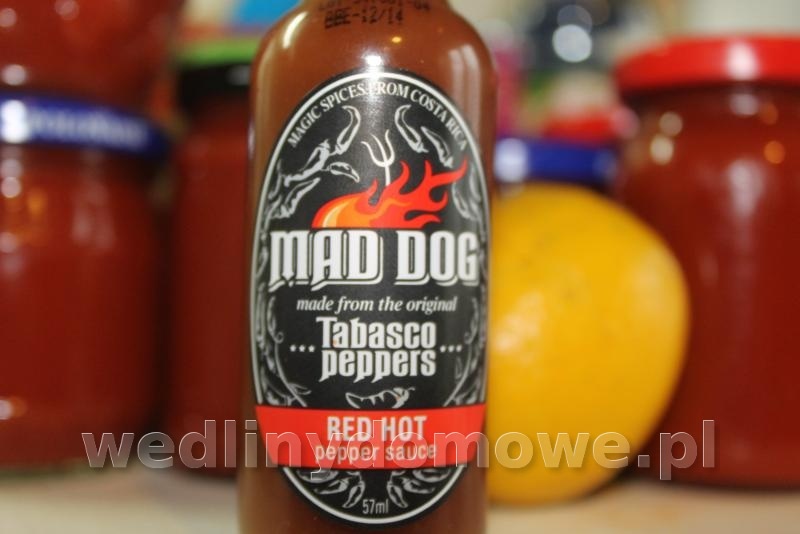 BBE-12/14
MAGIC SPICES FROM COSTA RICA
MAD DOG
made from the original
Tabasco
peppers
RED HOT
pepper sauce
57ml
wedlinydomowe.pl